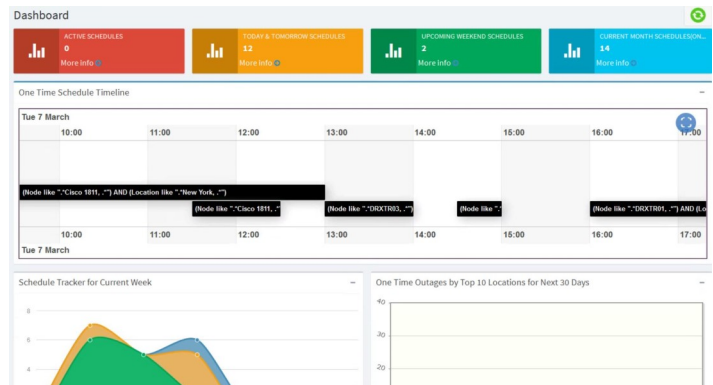 Dashboard
ACTIVE SCHEDULES
0
More Info
TODAY & TOMORROW SCHEDULES
12
More Info
UPCOMING WEEKEND SCHEDULES
2
More Info
CURRENT MONTH SCHEDULES(ON...
14
More Info
One Time Schedule Timeline
Tue 7 March
10:00 11:00 12:00 13:00 14:00 15:00 16:00 17:00
(Node like ".*Cisco 1811, .*") AND (Location like ".*New York, .*")
(Node like ".*Cisco 1811, .*"
(Node like ".*DRXTR03, .*")
(Node like ".*
(Node like ".*DRXTR01, .*") AND (Lo
10:00 11:00 12:00 13:00 14:00 15:00 16:00 17:00
Tue 7 March
Schedule Tracker for Current Week
8
6
4
One Time Outages by Top 10 Locations for Next 30 Days
40
30
20